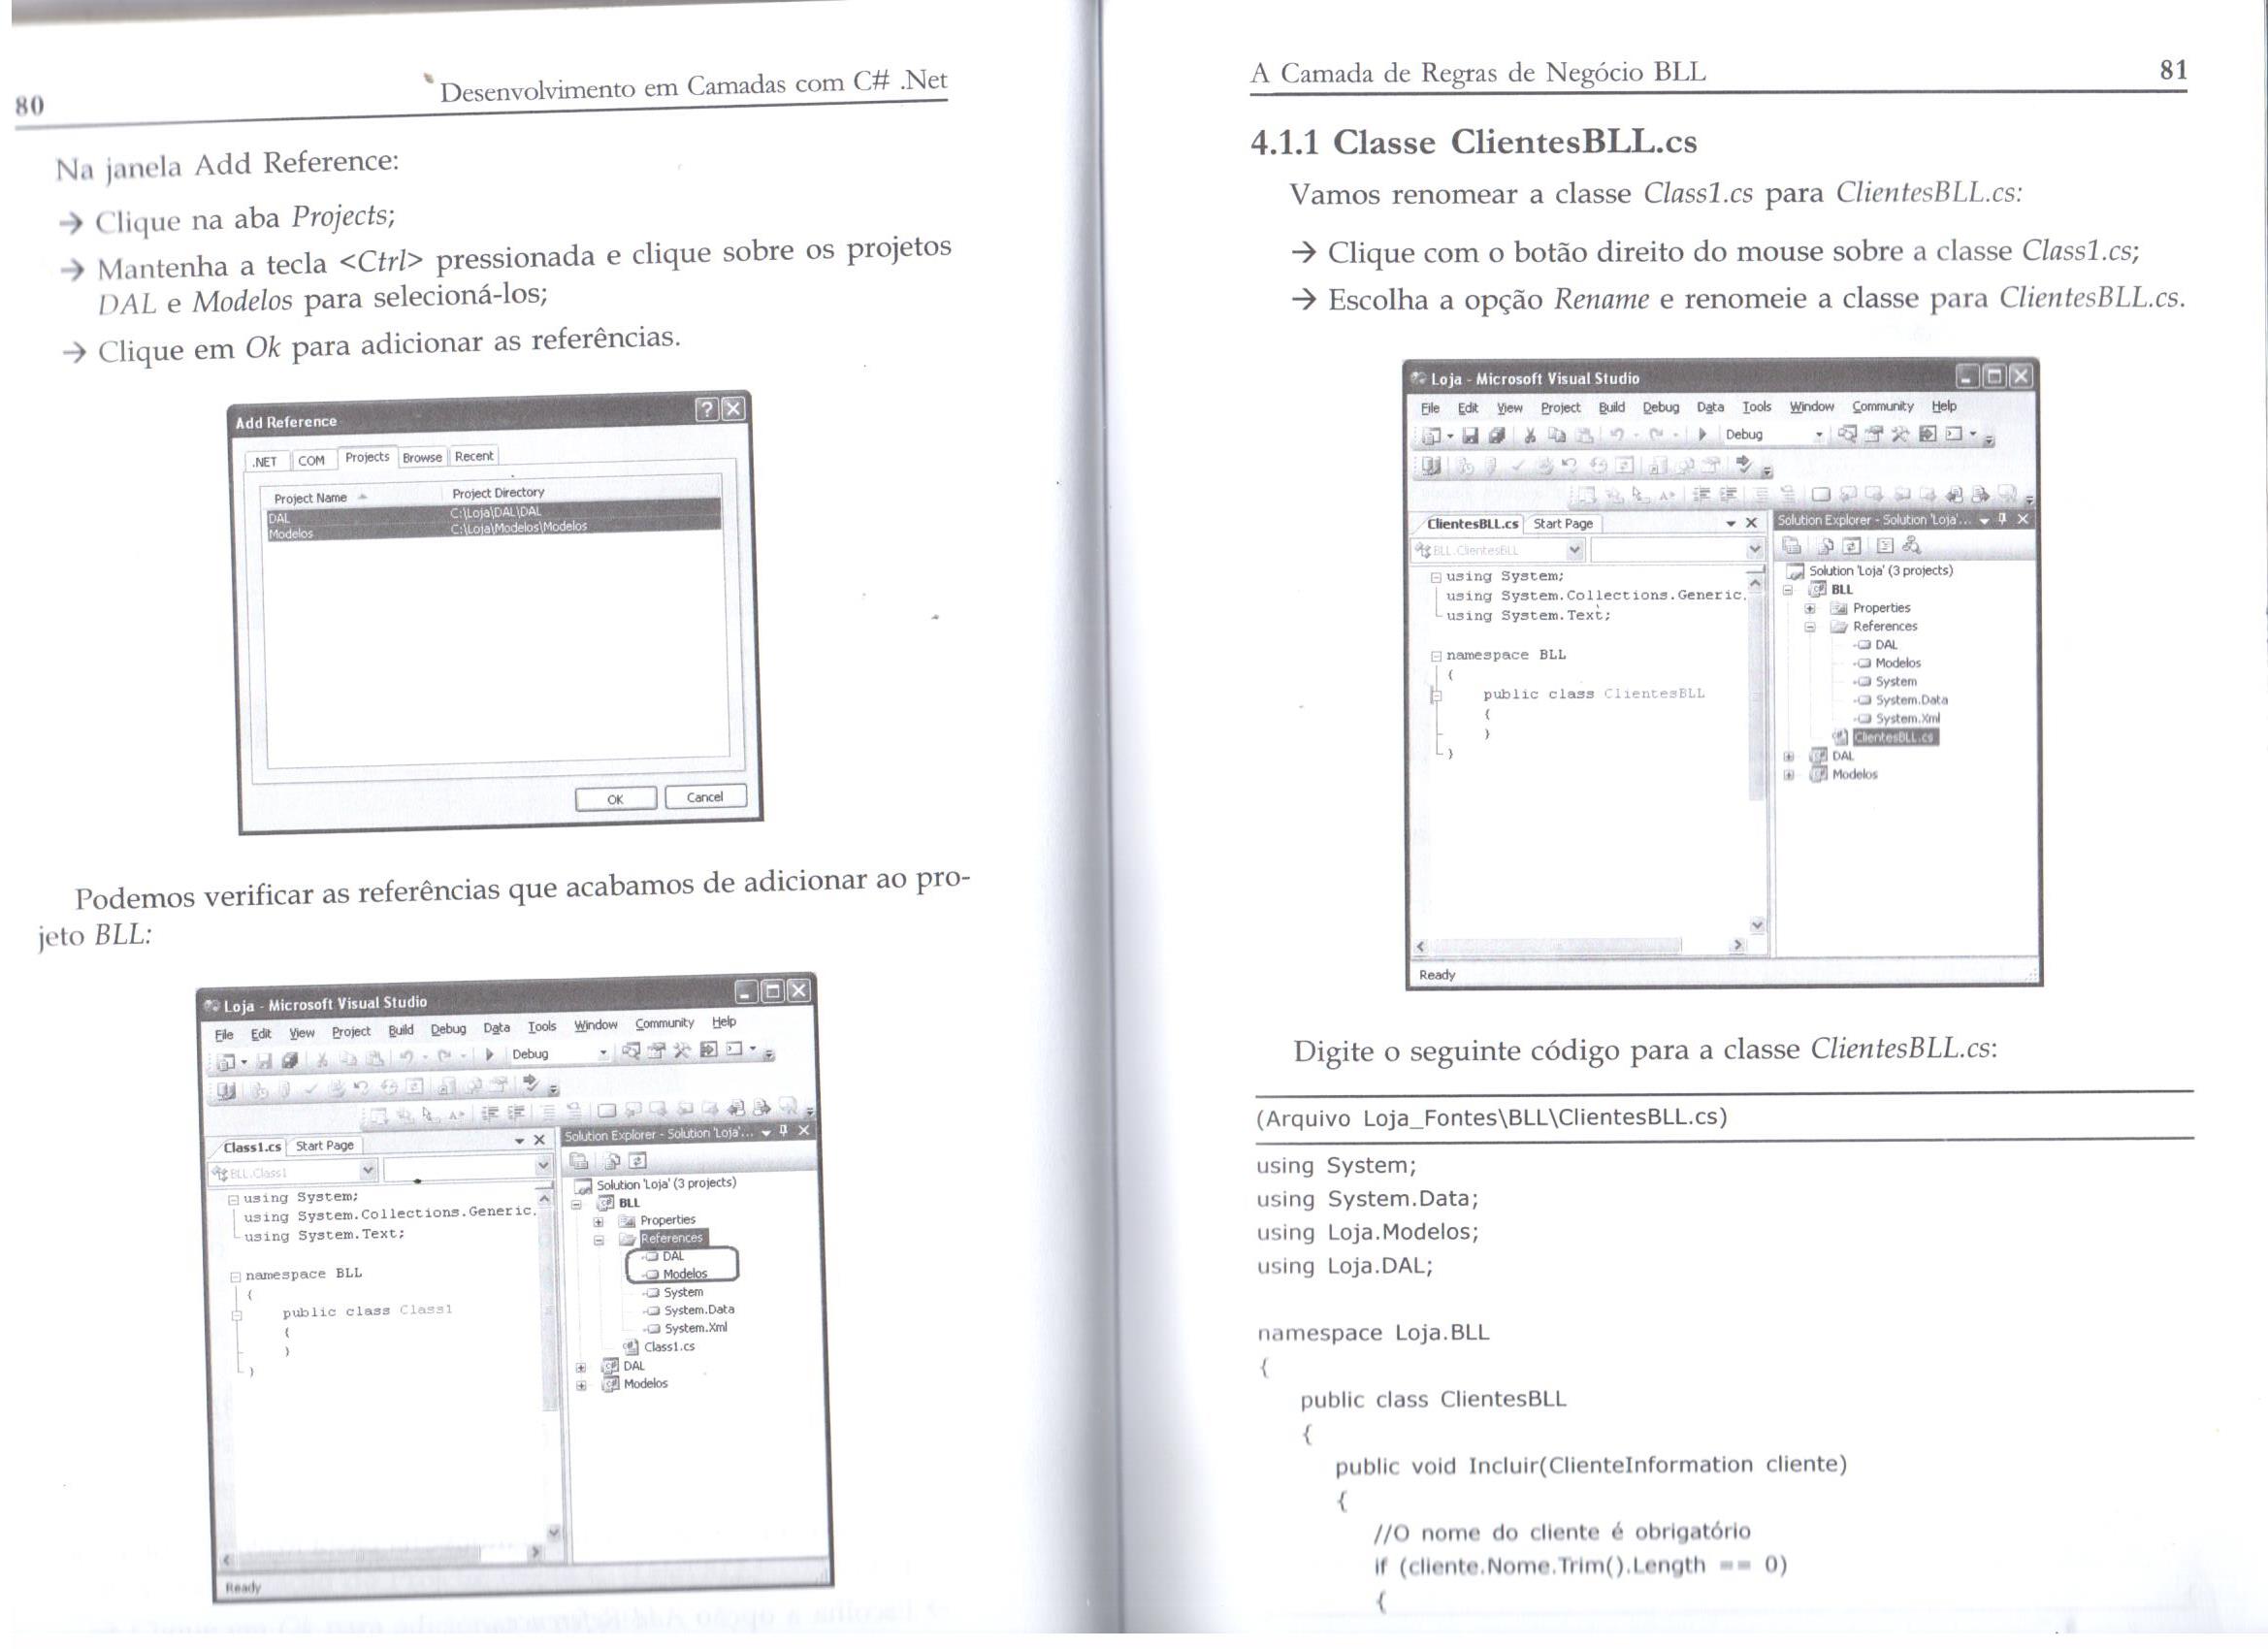 80
Desenvolvimento em Camadas com C# .Net
Na janela Add Reference:
→ Clique na aba Projects;
→ Mantenha a tecla <Ctrl> pressionada e clique sobre os projetos
DAL e Modelos para selecioná-los;
→ Clique em Ok para adicionar as referências.
Add Reference
.NET COM Projects Browse Recent
Project Name Project Directory
DAL C:\Loja\DAL\DAL
Modelos C:\Loja\Modelos\Modelos
OK Cancel
Podemos verificar as referências que acabamos de adicionar ao pro-
jeto BLL:
Loja - Microsoft Visual Studio
File Edit View Project Build Debug Data Tools Window Community Help
Debug
Class1.cs Start Page
BLL.Class1
using System;
using System.Collections.Generic.
using System.Text;
namespace BLL
{
public class Class1
{
}
}
Solution Explorer - Solution 'Loja'...
Solution 'Loja' (3 projects)
BLL
Properties
References
DAL
Modelos
System
System.Data
System.Xml
Class1.cs
DAL
Modelos
Ready
A Camada de Regras de Negócio BLL
81
4.1.1 Classe ClientesBLL.cs
Vamos renomear a classe Class1.cs para ClientesBLL.cs:
→ Clique com o botão direito do mouse sobre a classe Class1.cs;
→ Escolha a opção Rename e renomeie a classe para ClientesBLL.cs.
Loja - Microsoft Visual Studio
File Edit View Project Build Debug Data Tools Window Community Help
Debug
ClientesBLL.cs Start Page
BLL.ClientesBLL
using System;
using System.Collections.Generic.
using System.Text;
namespace BLL
{
public class ClientesBLL
{
}
}
Solution Explorer - Solution 'Loja'...
Solution 'Loja' (3 projects)
BLL
Properties
References
DAL
Modelos
System
System.Data
System.Xml
ClientesBLL.cs
DAL
Modelos
Ready
Digite o seguinte código para a classe ClientesBLL.cs:
(Arquivo Loja_Fontes\BLL\ClientesBLL.cs)
using System;
using System.Data;
using Loja.Modelos;
using Loja.DAL;
namespace Loja.BLL
{
public class ClientesBLL
{
public void Incluir(ClienteInformation cliente)
{
//O nome do cliente é obrigatório
if (cliente.Nome.Trim().Length == 0)
{